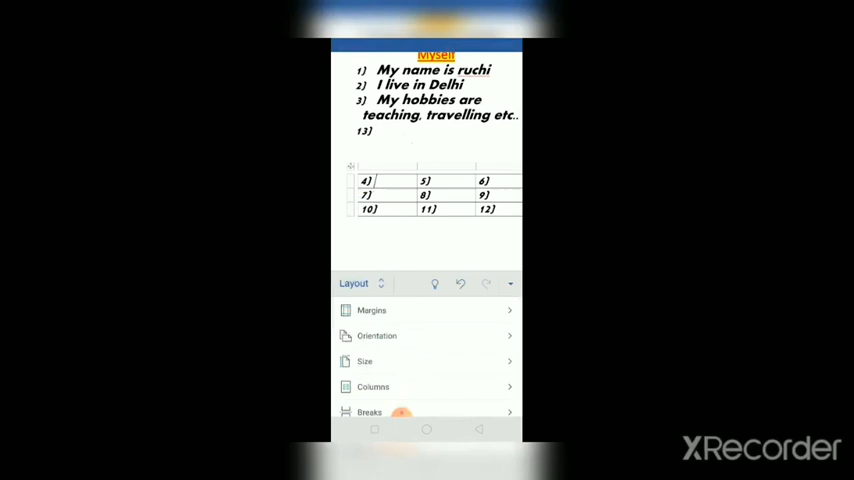 Myself
1) My name is ruchi
2) I live in Delhi
3) My hobbies are
teaching, travelling etc..
13)
4) 5) 6)
7) 8) 9)
10) 11) 12)
Layout
Margins
Orientation
Size
Columns
Breaks
XRecorder